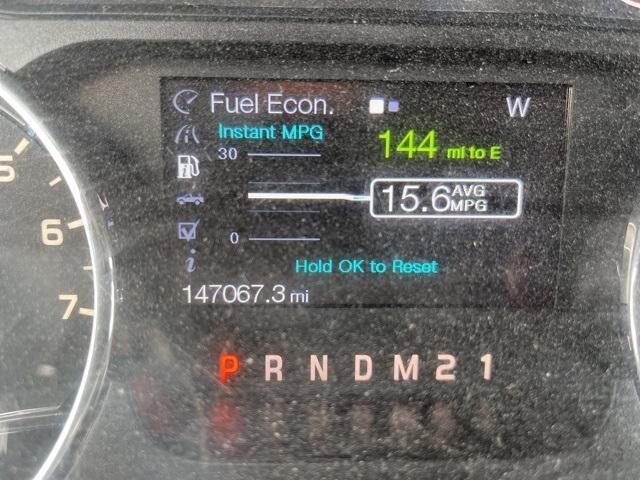 Fuel Econ. W
Instant MPG
30
144 mi to E
15.6 AVG MPG
0
Hold OK to Reset
147067.3 mi
P R N D M 2 1
5
6
7